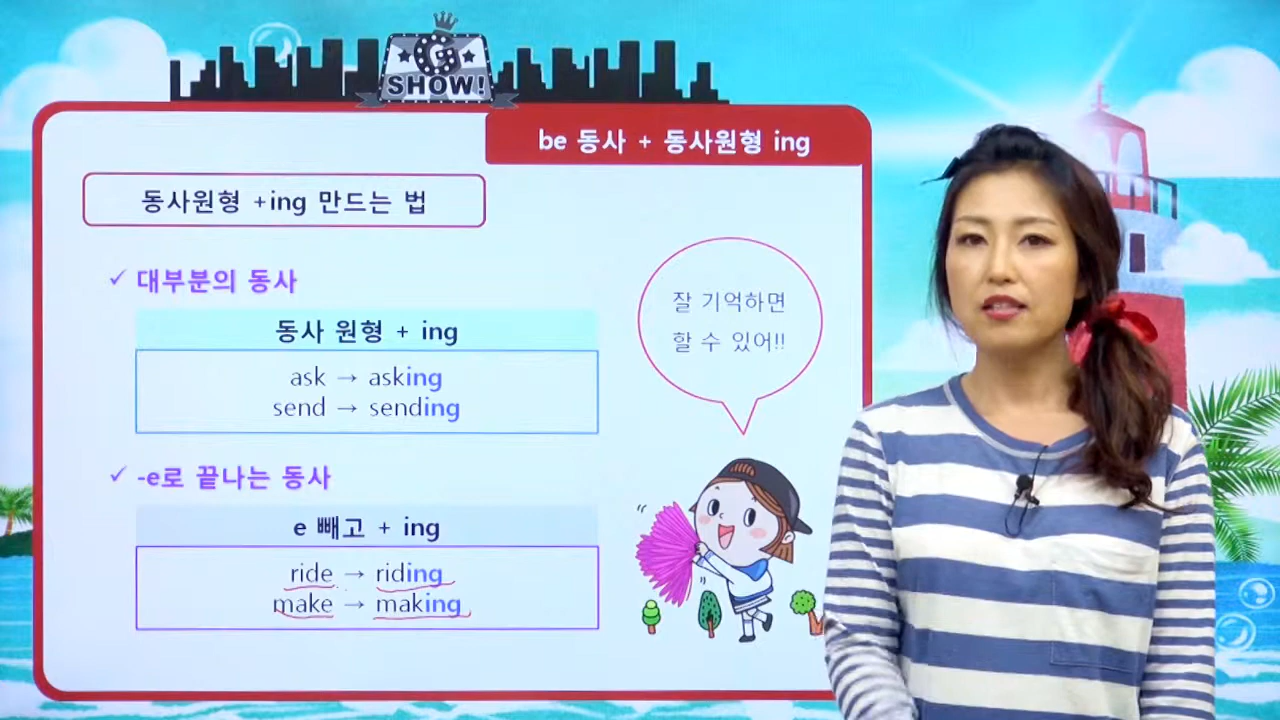 G
SHOW!
be 동사 + 동사원형 ing
동사원형 +ing 만드는 법
✓ 대부분의 동사
동사 원형 + ing
ask → asking
send → sending
잘 기억하면
할 수 있어!!
✓ -e로 끝나는 동사
e 빼고 + ing
ride → riding
make → making